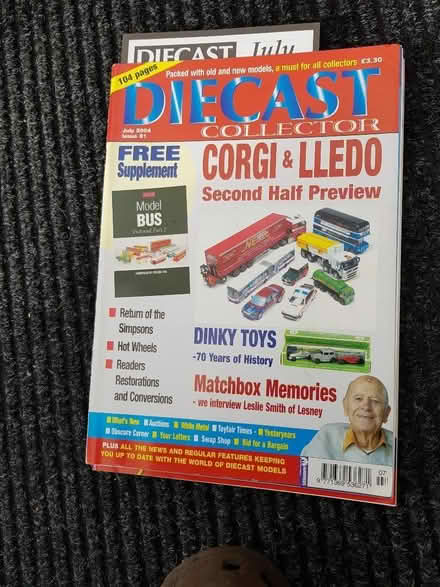 DIECAST July
104 pages
Packed with old and new models, a must for all collectors £3.30
DIECAST
July 2004
Issue 81
COLLECTOR
FREE
Supplement
CORGI & LLEDO
Second Half Preview
Model
BUS
Return of the
Simpsons
Hot Wheels
Readers
Restorations
and Conversions
DINKY TOYS
-70 Years of History
Matchbox Memories
- we interview Leslie Smith of Lesney
What's New Auctions White Metal Toyfair Times Yesteryears
Obscure Corner Your Letters Swap Shop Bid for a Bargain
PLUS ALL THE NEWS AND REGULAR FEATURES KEEPING
YOU UP TO DATE WITH THE WORLD OF DIECAST MODELS
07